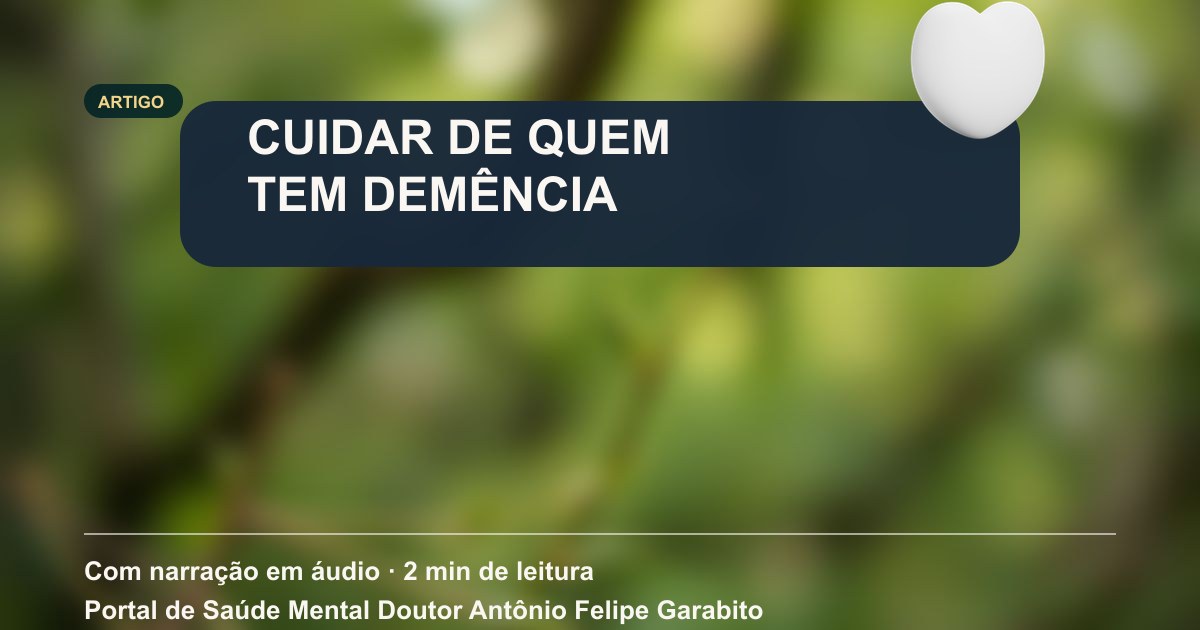 ARTIGO
CUIDAR DE QUEM
TEM DEMÊNCIA
Com narração em áudio · 2 min de leitura
Portal de Saúde Mental Doutor Antônio Felipe Garabito